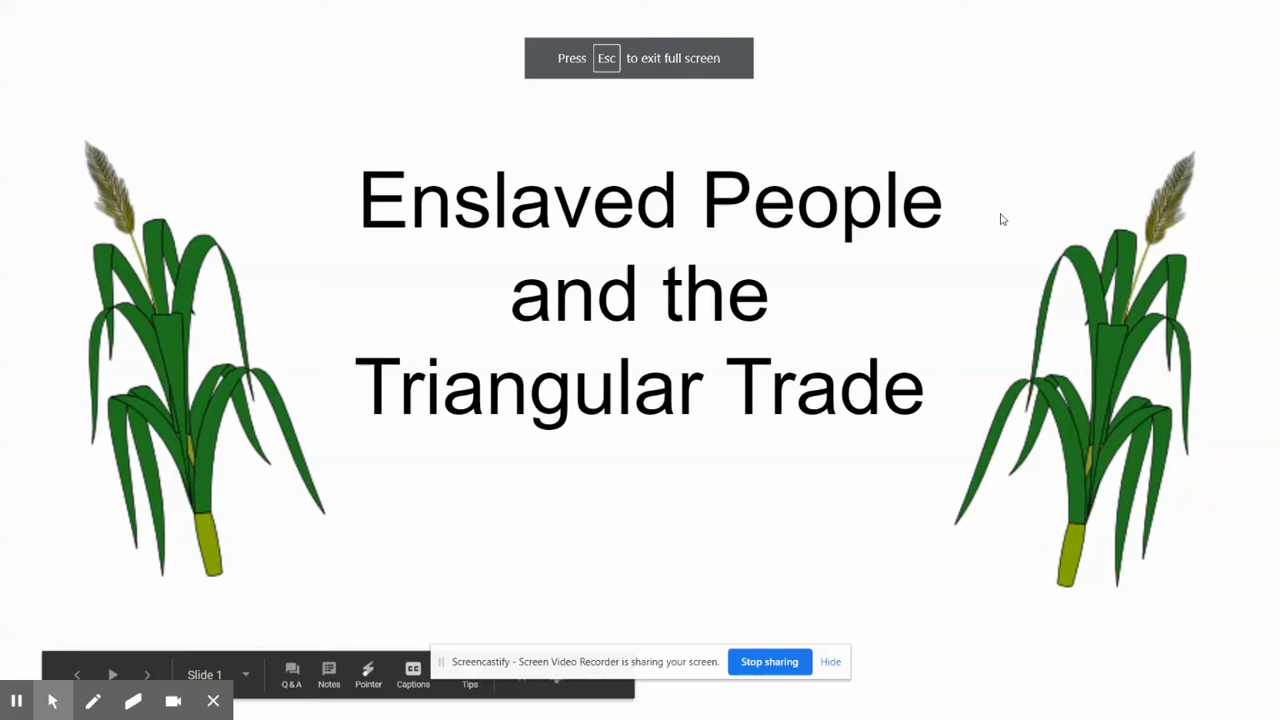 Press Esc to exit full screen
Enslaved People
and the
Triangular Trade
Screencastify - Screen Video Recorder is sharing your screen. Stop sharing Hide
Slide 1
Q & A Notes Pointer Captions Tips
CC